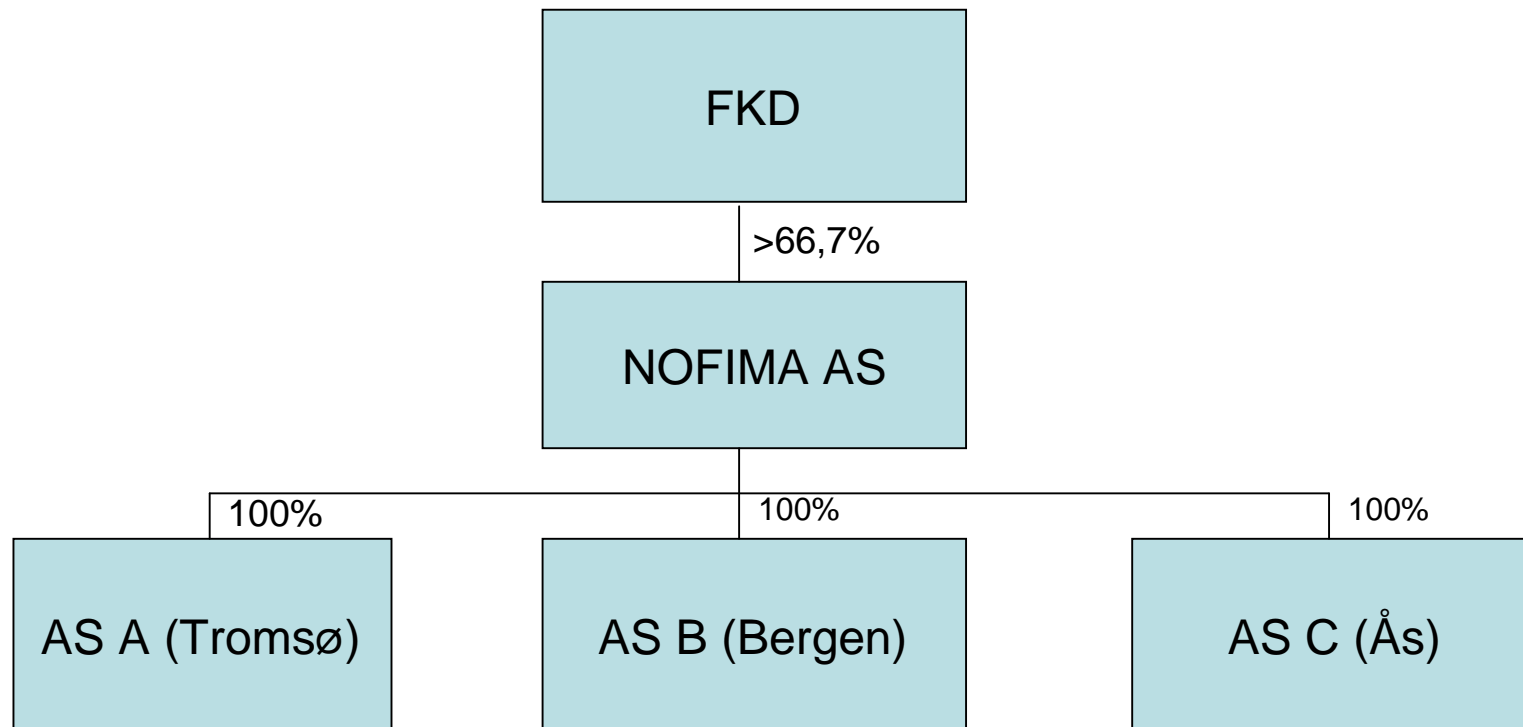 FKD
>66,7%
NOFIMA AS
100%
100%
100%
AS A (Tromsø)
AS B (Bergen)
AS C (Ås)